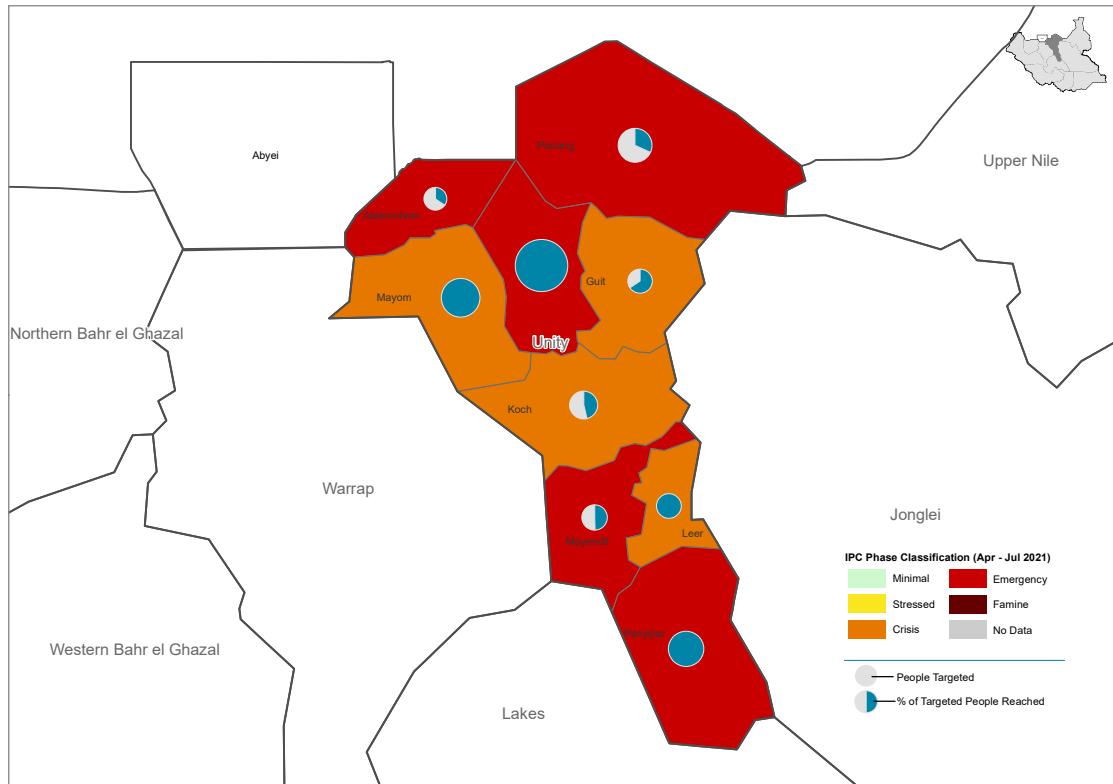 Abyei
Upper Nile
Pariang
Abiemnhom
Mayom
Guit
Northern Bahr el Ghazal
Unity
Koch
Warrap
Jonglei
Mayendit
Leer
Panyijiar
Western Bahr el Ghazal
Lakes
IPC Phase Classification (Apr - Jul 2021)
Minimal
Emergency
Stressed
Famine
Crisis
No Data
People Targeted
% of Targeted People Reached